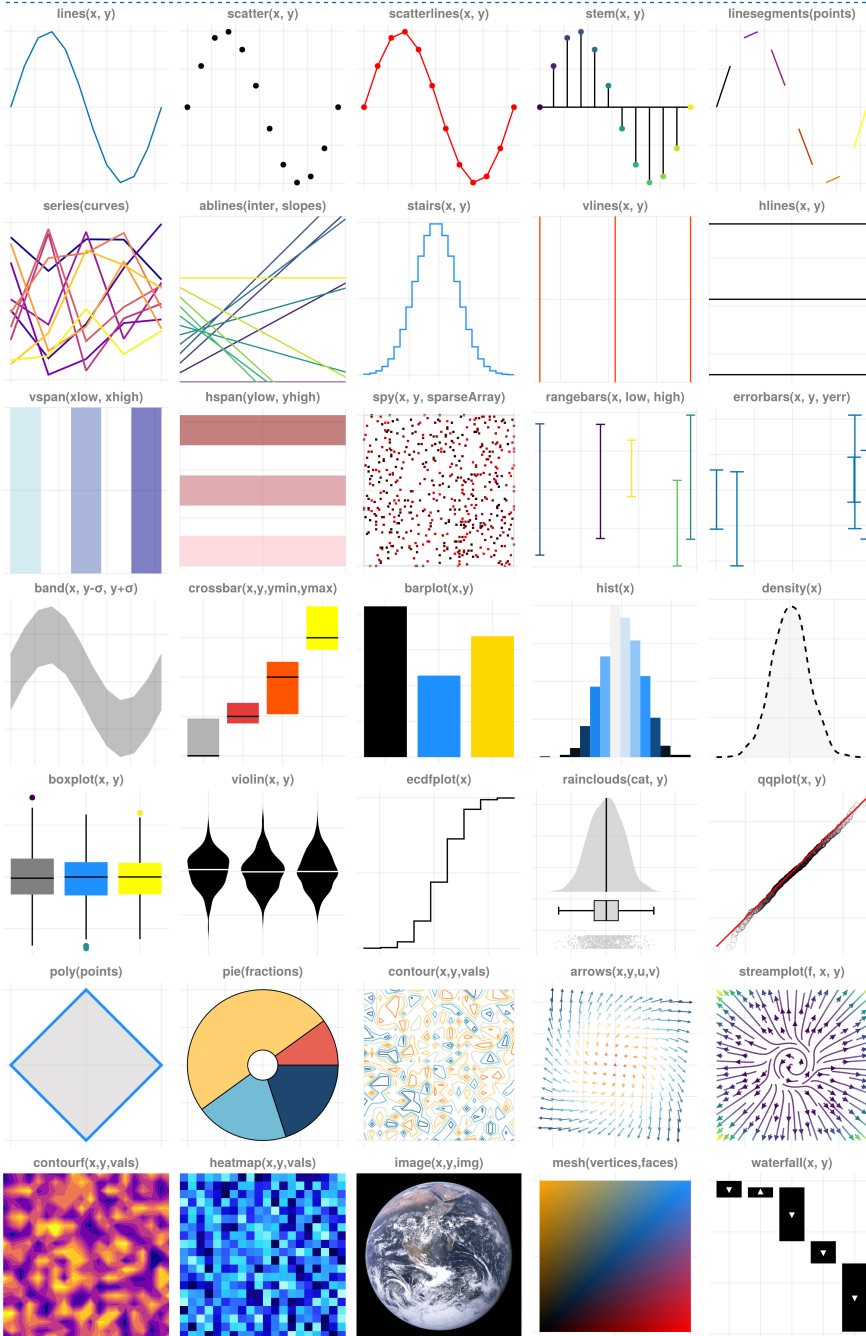 lines(x, y)
scatter(x, y)
scatterlines(x, y)
stem(x, y)
linesegments(points)
series(curves)
ablines(inter, slopes)
stairs(x, y)
vlines(x, y)
hlines(x, y)
vspan(xlow, xhigh)
hspan(ylow, yhigh)
spy(x, y, sparseArray)
rangebars(x, low, high)
errorbars(x, y, yerr)
band(x, y-σ, y+σ)
crossbar(x,y,ymin,ymax)
barplot(x,y)
hist(x)
density(x)
boxplot(x, y)
violin(x, y)
ecdfplot(x)
rainclouds(cat, y)
qqplot(x, y)
poly(points)
pie(fractions)
contour(x,y,vals)
arrows(x,y,u,v)
streamplot(f, x, y)
contourf(x,y,vals)
heatmap(x,y,vals)
image(x,y,img)
mesh(vertices,faces)
waterfall(x, y)